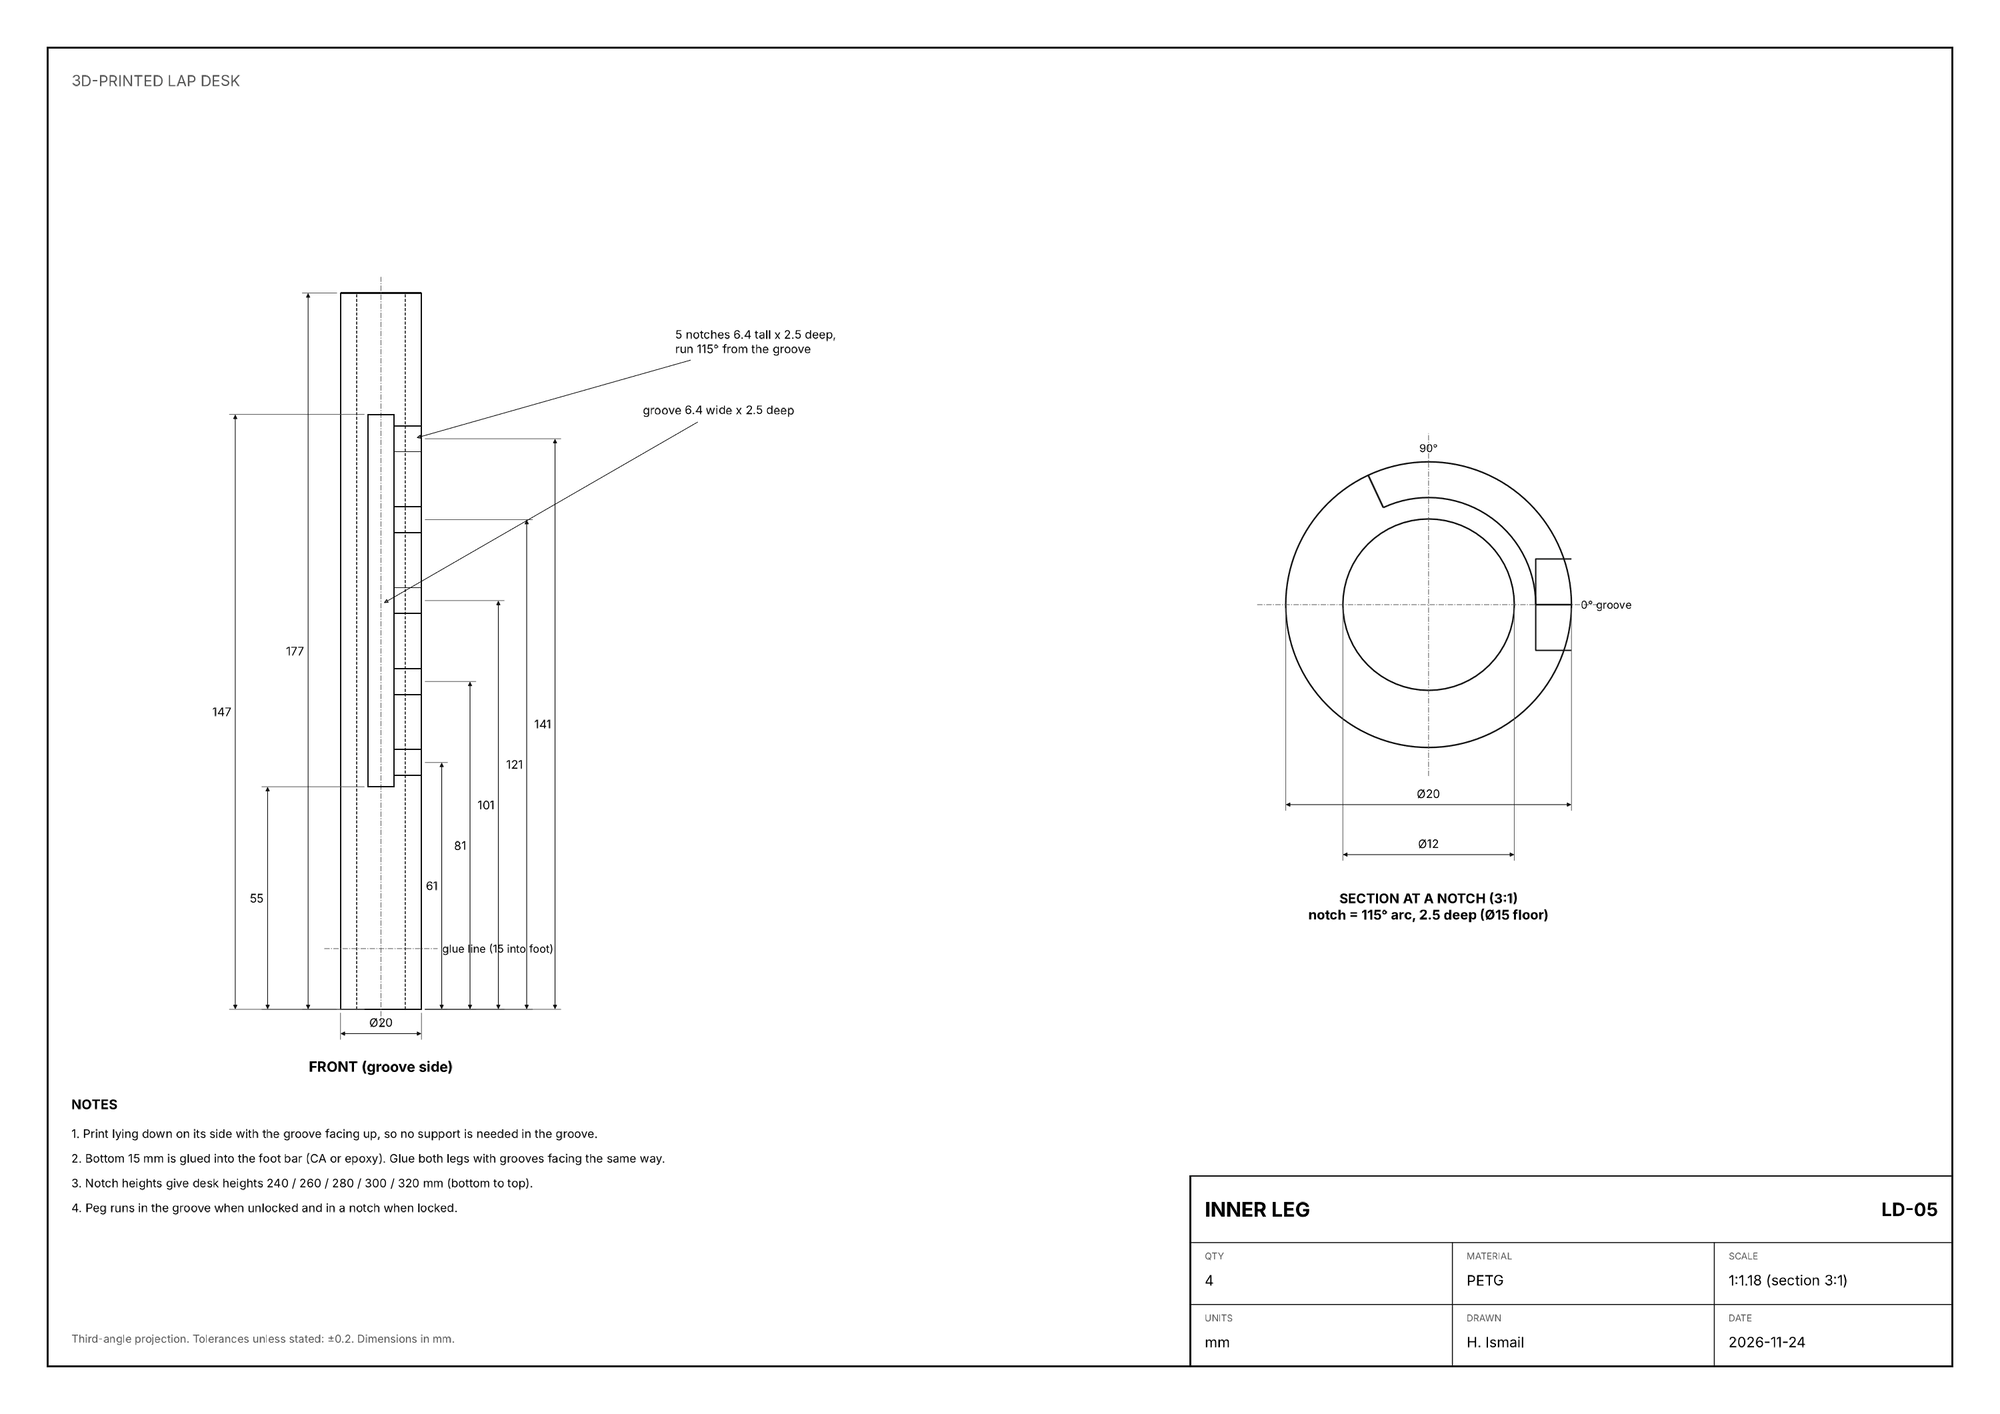 3D-PRINTED LAP DESK
5 notches 6.4 tall x 2.5 deep,
run 115° from the groove
groove 6.4 wide x 2.5 deep
177
147
141
121
101
81
61
55
glue line (15 into foot)
Ø20
FRONT (groove side)
90°
0° groove
Ø20
Ø12
SECTION AT A NOTCH (3:1)
notch = 115° arc, 2.5 deep (Ø15 floor)
NOTES
1. Print lying down on its side with the groove facing up, so no support is needed in the groove.
2. Bottom 15 mm is glued into the foot bar (CA or epoxy). Glue both legs with grooves facing the same way.
3. Notch heights give desk heights 240 / 260 / 280 / 300 / 320 mm (bottom to top).
4. Peg runs in the groove when unlocked and in a notch when locked.
Third-angle projection. Tolerances unless stated: ±0.2. Dimensions in mm.
INNER LEG
LD-05
QTY
4
MATERIAL
PETG
SCALE
1:1.18 (section 3:1)
UNITS
mm
DRAWN
H. Ismail
DATE
2026-11-24